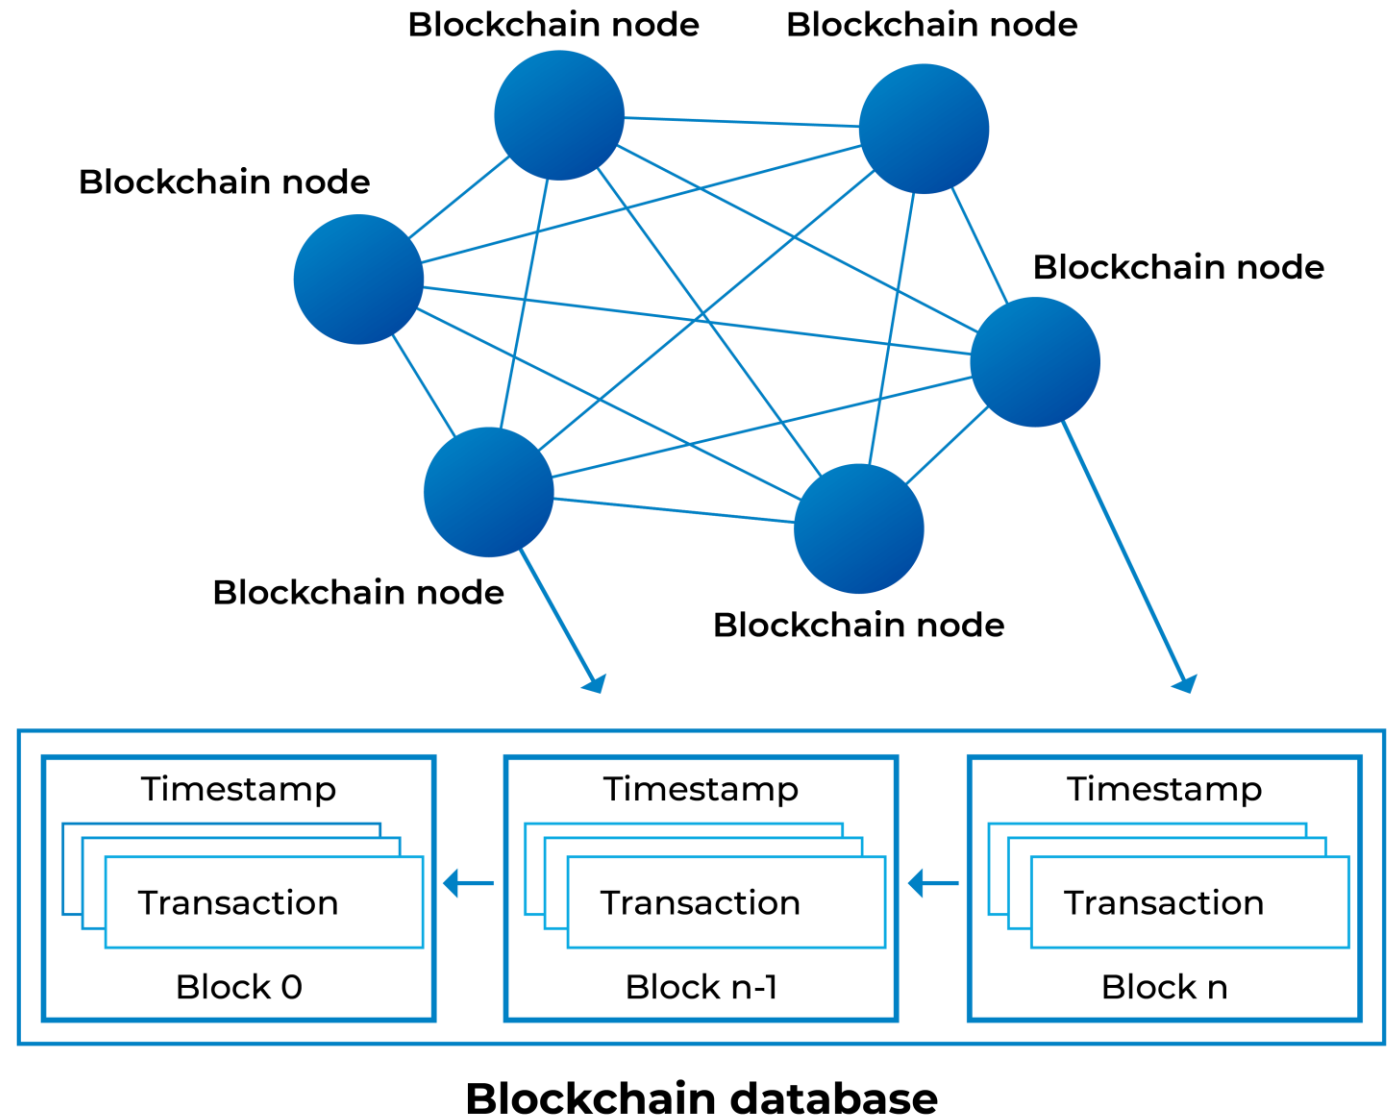 Blockchain node
Blockchain node
Blockchain node
Blockchain node
Blockchain node
Blockchain node
Timestamp
Transaction
Block 0
Timestamp
Transaction
Block n-1
Timestamp
Transaction
Block n
Blockchain database